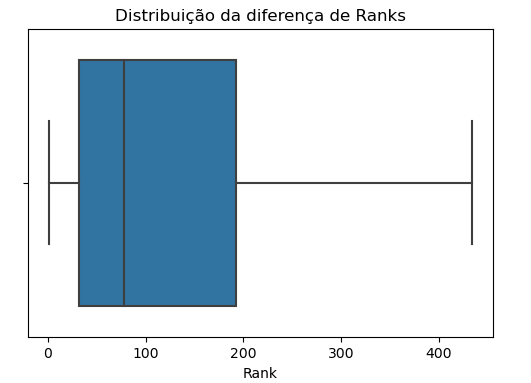 Distribuição da diferença de Ranks
0 100 200 300 400
Rank